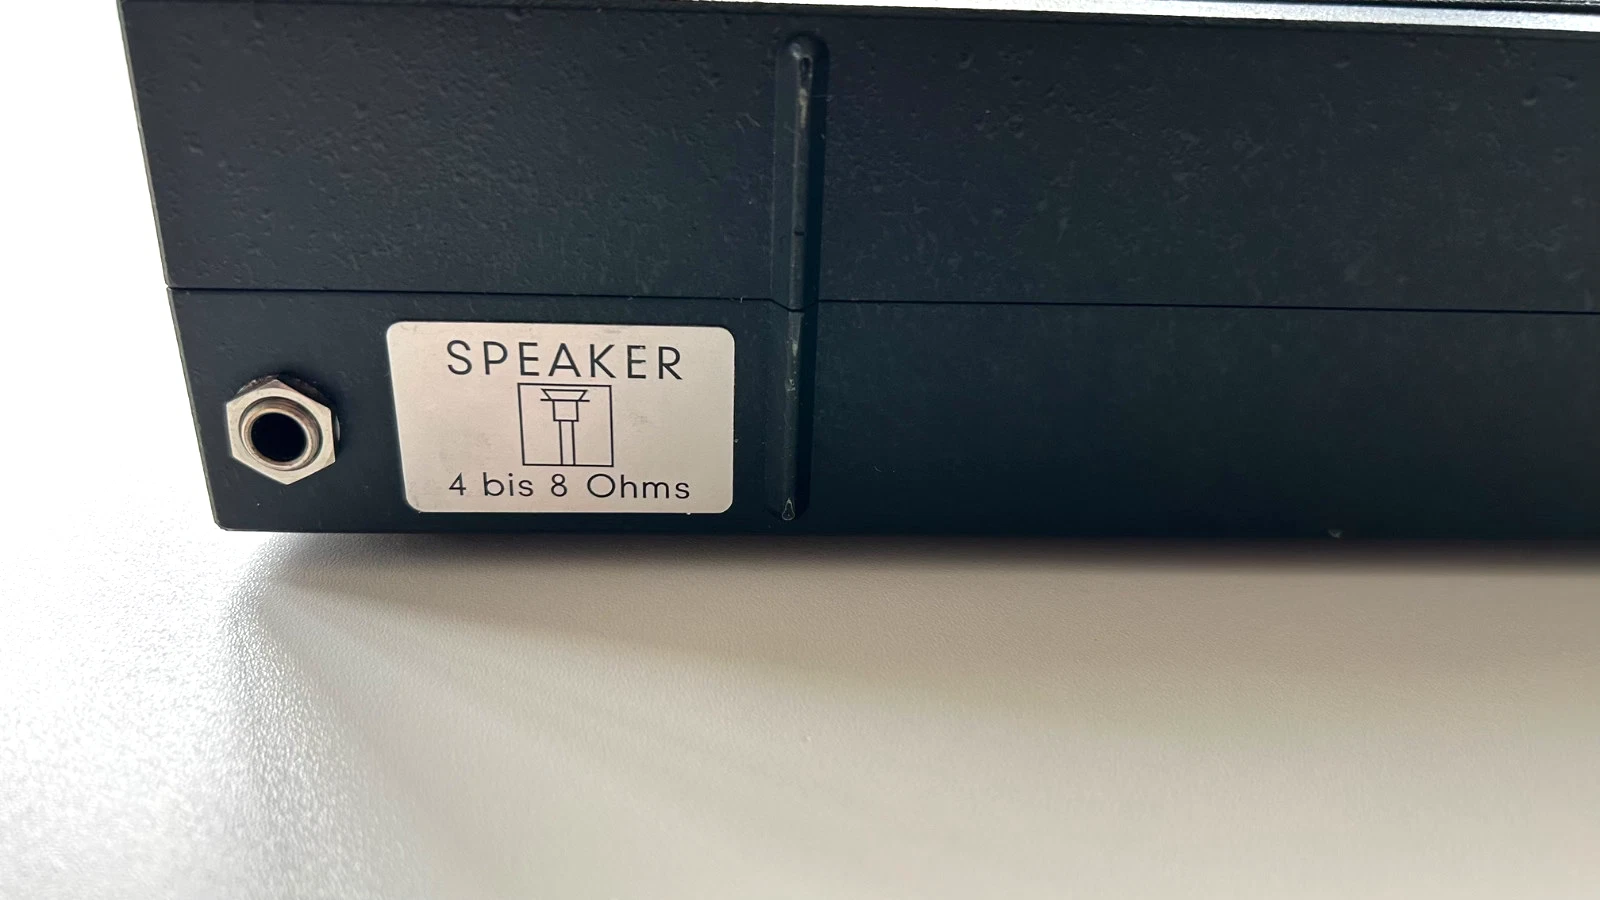 SPEAKER
4 bis 8 Ohms